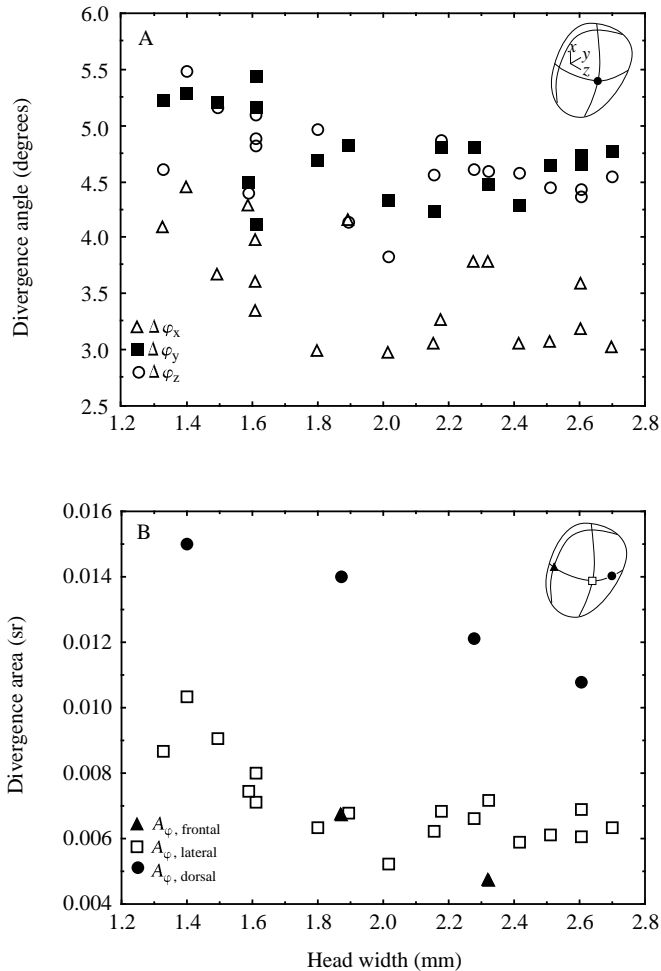 A
x
y
z
6.0
5.5
5.0
4.5
4.0
3.5
3.0
2.5
Divergence angle (degrees)
Δφx
Δφy
Δφz
1.2 1.4 1.6 1.8 2.0 2.2 2.4 2.6 2.8
B
0.016
0.014
0.012
0.010
0.008
0.007
0.006
0.004
Divergence area (sr)
Aφ, frontal
Aφ, lateral
Aφ, dorsal
1.2 1.4 1.6 1.8 2.0 2.2 2.4 2.6 2.8
Head width (mm)